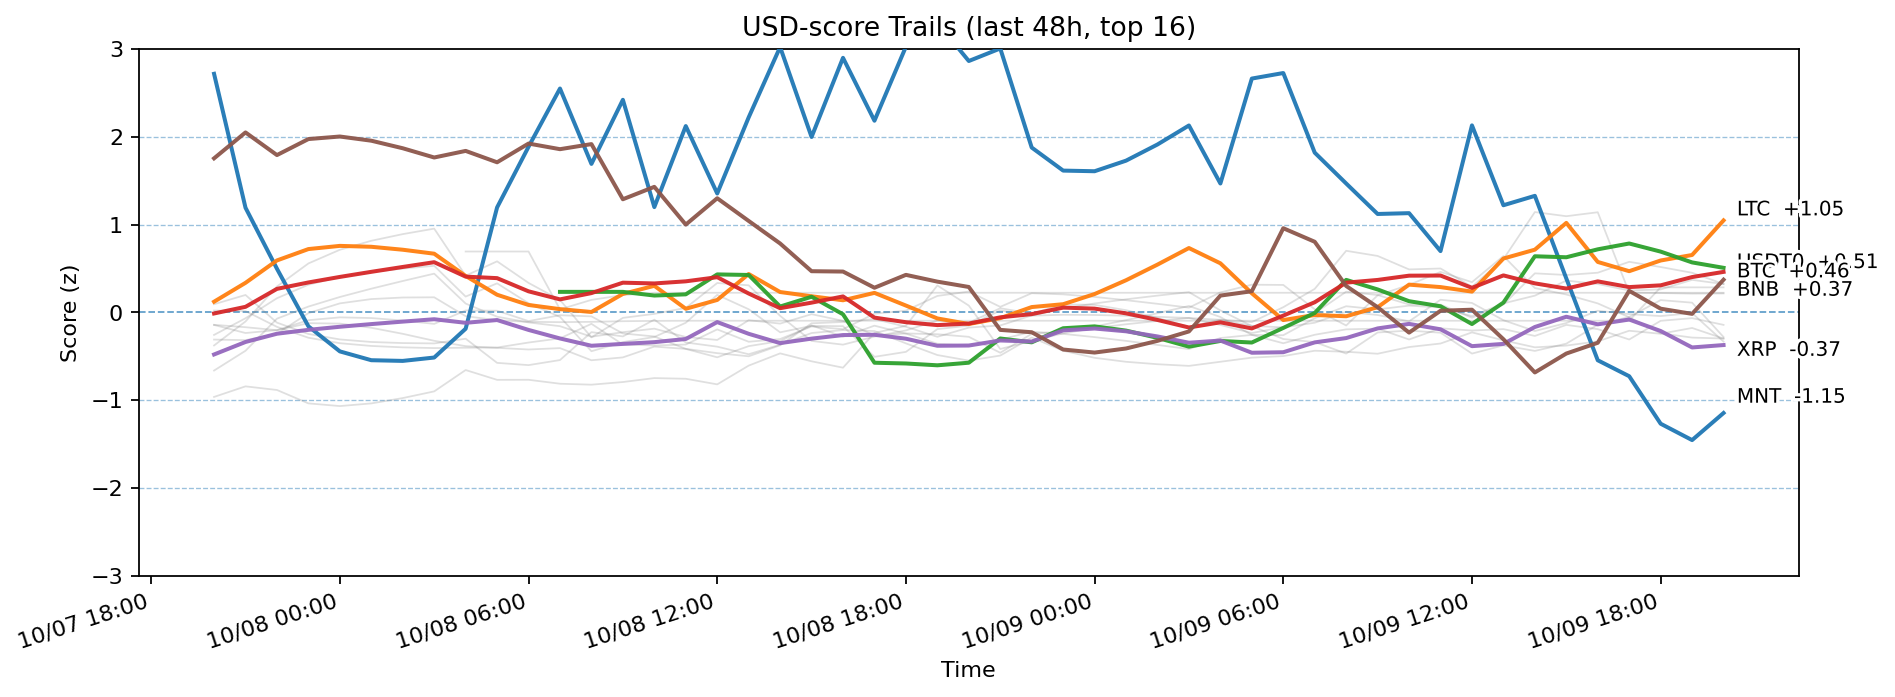 USD-score Trails (last 48h, top 16)
Score (z)
3
2
1
0
−1
−2
−3
LTC +1.05
USDT0 +0.51
BTC +0.46
BNB +0.37
XRP -0.37
MNT -1.15
10/07 18:00
10/08 00:00
10/08 06:00
10/08 12:00
10/08 18:00
10/09 00:00
10/09 06:00
10/09 12:00
10/09 18:00
Time